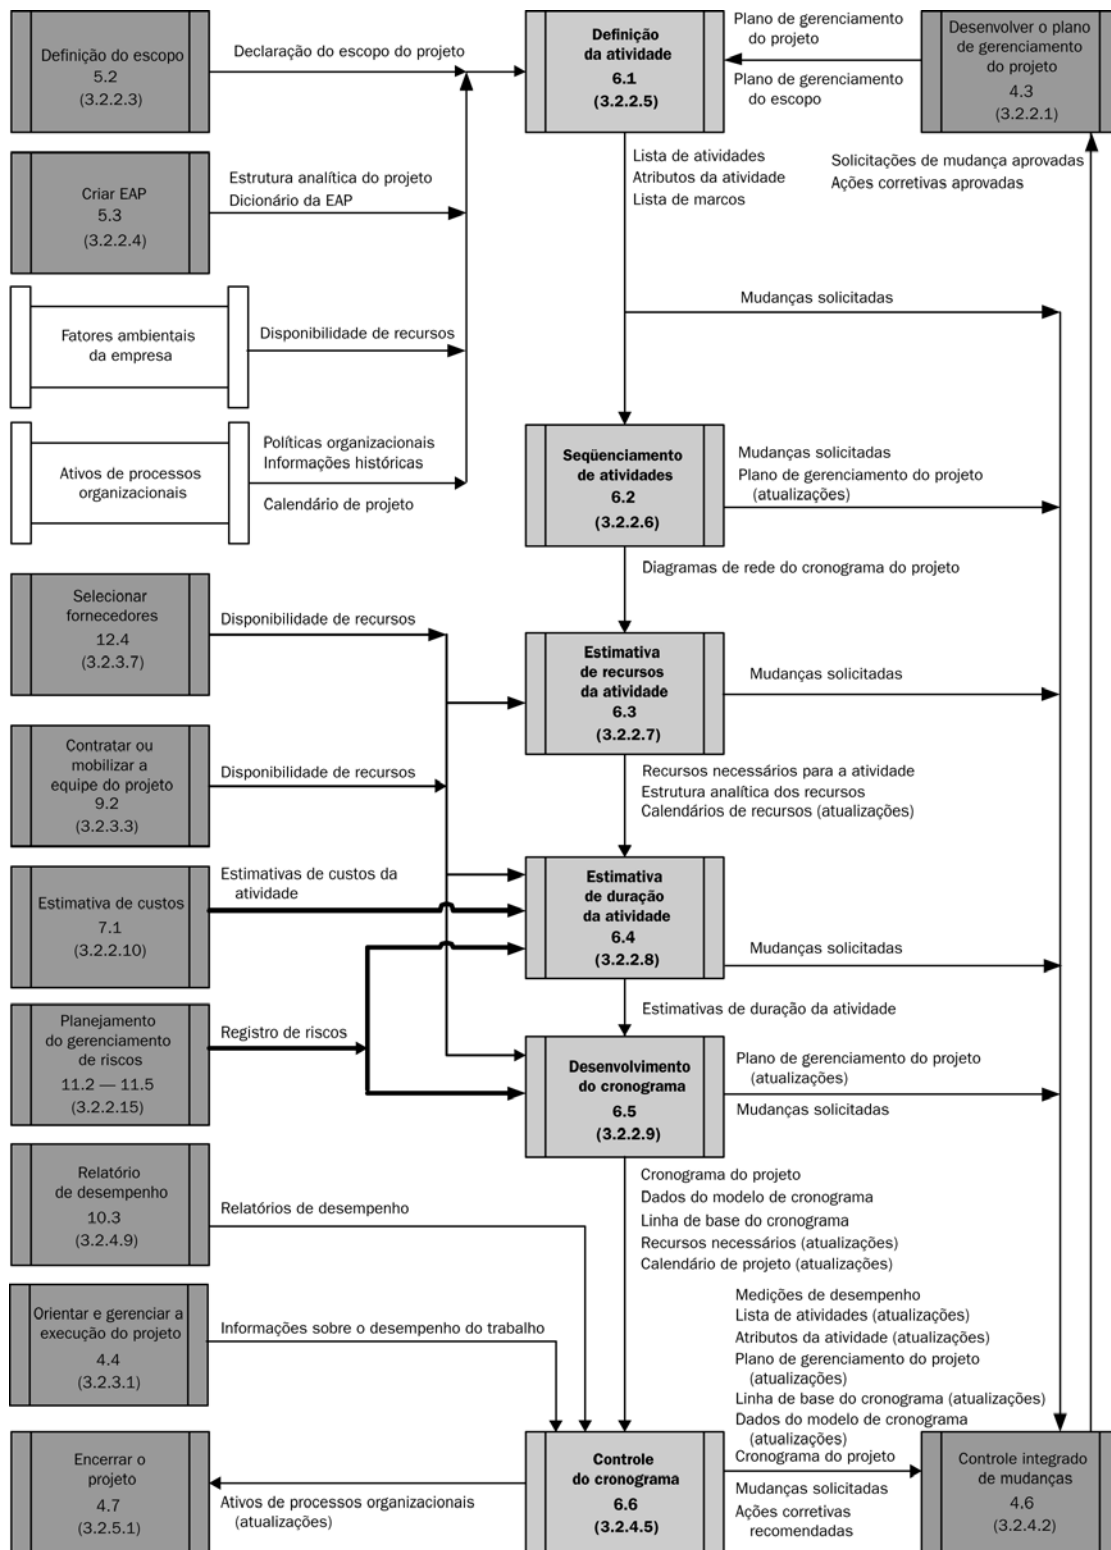 Definição do escopo
5.2
(3.2.2.3)
Declaração do escopo do projeto
Definição
da atividade
6.1
(3.2.2.5)
Plano de gerenciamento
do projeto
Plano de gerenciamento
do escopo
Desenvolver o plano
de gerenciamento
do projeto
4.3
(3.2.2.1)
Criar EAP
5.3
(3.2.2.4)
Estrutura analítica do projeto
Dicionário da EAP
Lista de atividades
Atributos da atividade
Lista de marcos
Solicitações de mudança aprovadas
Ações corretivas aprovadas
Fatores ambientais
da empresa
Disponibilidade de recursos
Mudanças solicitadas
Ativos de processos
organizacionais
Políticas organizacionais
Informações históricas
Calendário de projeto
Seqüenciamento
de atividades
6.2
(3.2.2.6)
Mudanças solicitadas
Plano de gerenciamento do projeto
(atualizações)
Diagramas de rede do cronograma do projeto
Selecionar
fornecedores
12.4
(3.2.3.7)
Disponibilidade de recursos
Estimativa
de recursos
da atividade
6.3
(3.2.2.7)
Mudanças solicitadas
Contratar ou
mobilizar a
equipe do projeto
9.2
(3.2.3.3)
Disponibilidade de recursos
Recursos necessários para a atividade
Estrutura analítica dos recursos
Calendários de recursos (atualizações)
Estimativa de custos
7.1
(3.2.2.10)
Estimativas de custos da
atividade
Estimativa
de duração
da atividade
6.4
(3.2.2.8)
Mudanças solicitadas
Estimativas de duração da atividade
Planejamento
do gerenciamento
de riscos
11.2 — 11.5
(3.2.2.15)
Registro de riscos
Desenvolvimento
do cronograma
6.5
(3.2.2.9)
Plano de gerenciamento do projeto
(atualizações)
Mudanças solicitadas
Relatório
de desempenho
10.3
(3.2.4.9)
Relatórios de desempenho
Cronograma do projeto
Dados do modelo de cronograma
Linha de base do cronograma
Recursos necessários (atualizações)
Calendário de projeto (atualizações)
Orientar e gerenciar a
execução do projeto
4.4
(3.2.3.1)
Informações sobre o desempenho do trabalho
Medições de desempenho
Lista de atividades (atualizações)
Atributos da atividade (atualizações)
Plano de gerenciamento do projeto
(atualizações)
Linha de base do cronograma (atualizações)
Dados do modelo de cronograma
(atualizações)
Cronograma do projeto
Mudanças solicitadas
Ações corretivas
recomendadas
Encerrar o
projeto
4.7
(3.2.5.1)
Ativos de processos organizacionais
(atualizações)
Controle
do cronograma
6.6
(3.2.4.5)
Controle integrado
de mudanças
4.6
(3.2.4.2)